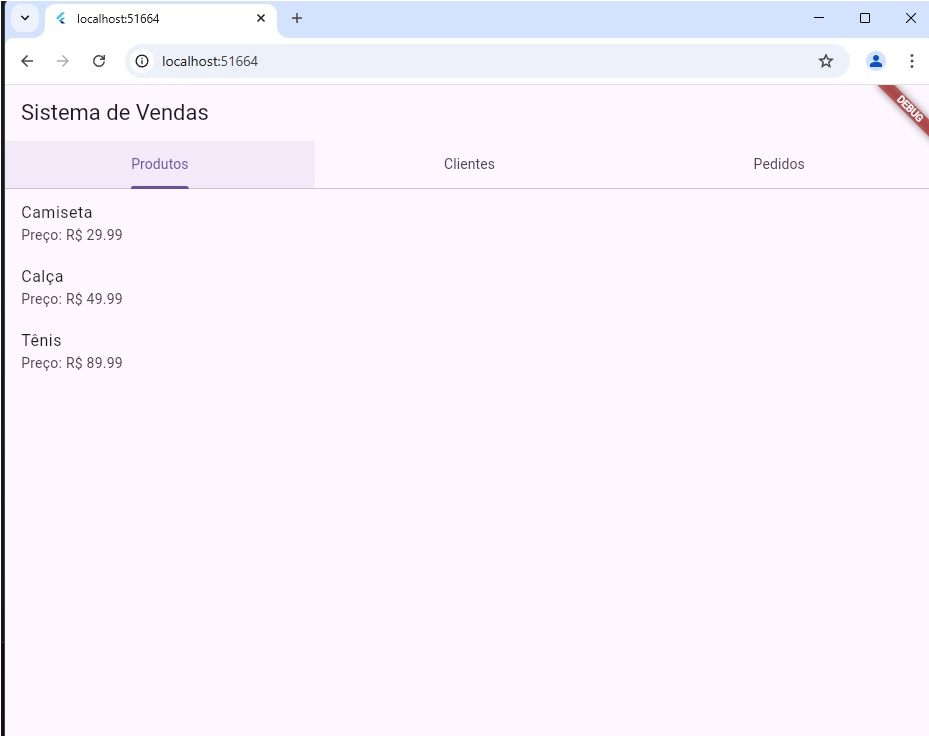 localhost:51664
localhost:51664
Sistema de Vendas
DEBUG
Produtos Clientes Pedidos
Camiseta
Preço: R$ 29.99
Calça
Preço: R$ 49.99
Tênis
Preço: R$ 89.99